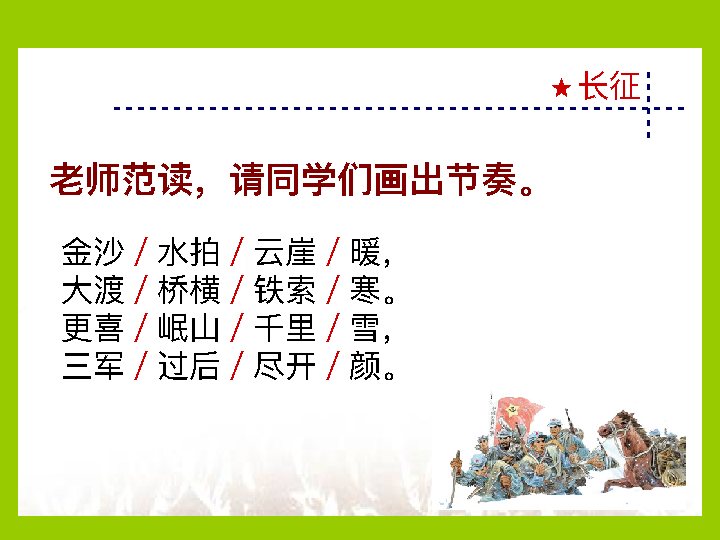 ★长征
老师范读，请同学们画出节奏。
金沙／水拍／云崖／暖，
大渡／桥横／铁索／寒。
更喜／岷山／千里／雪，
三军／过后／尽开／颜。